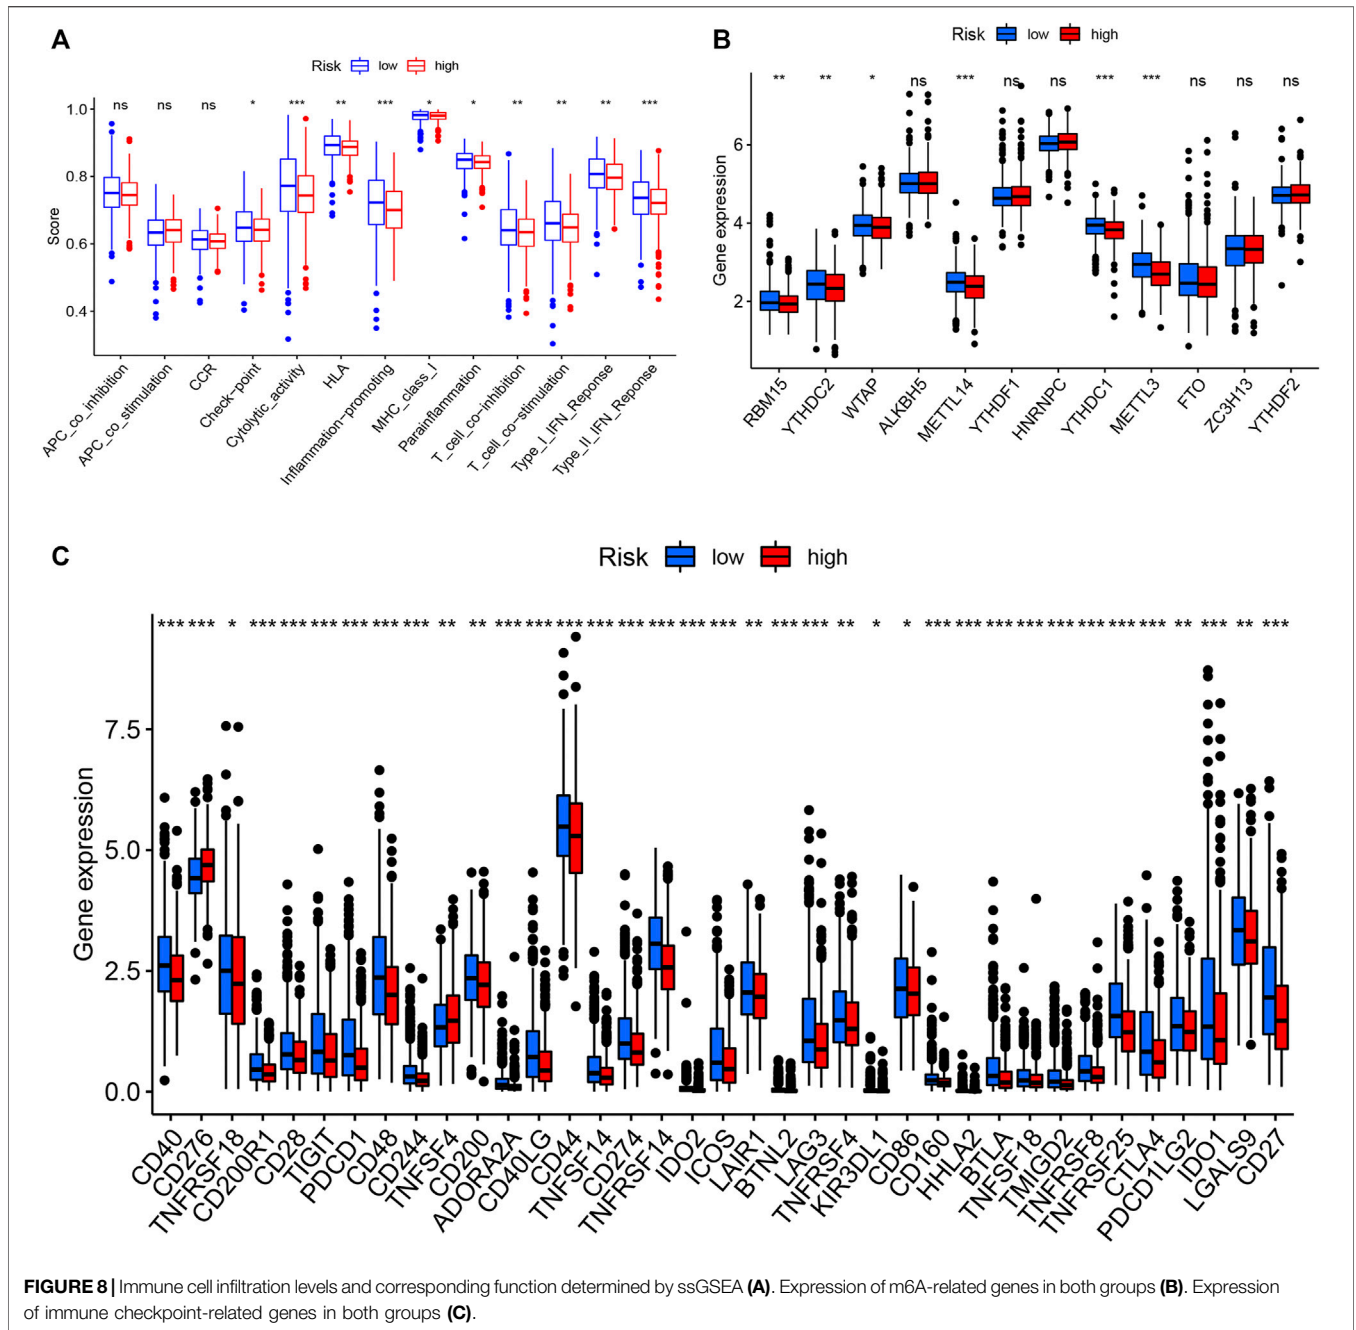 A
Risk low high
1.0
0.8
0.6
0.4
Score
ns ns ns * *** ** *** * * ** ** ** ***
APC_co_inhibition
APC_co_stimulation
CCR
Check-point
Cytolytic_activity
HLA
Inflammation-promoting
MHC_class_I
Parainflammation
T_cell_co-inhibition
T_cell_co-stimulation
Type_I_IFN_Reponse
Type_II_IFN_Reponse
B
Risk low high
6
4
2
Gene expression
** ** * ns *** ns ns *** *** ns ns ns
RBM15
YTHDC2
WTAP
ALKBH5
METTL14
YTHDF1
HNRNPC
YTHDC1
METTL3
FTO
ZC3H13
YTHDF2
C
Risk low high
7.5
5.0
2.5
0.0
Gene expression
*** *** * *** *** *** *** *** *** ** ** *** *** *** *** *** *** *** *** ** *** *** ** * * *** *** *** *** *** *** *** ** *** ** ***
CD40
CD276
TNFRSF18
CD200R1
CD28
TIGIT
PDCD1
CD48
CD244
TNFSF4
CD200
ADORA2A
CD40LG
CD44
TNFSF14
CD274
TNFRSF14
IDO2
ICOS
LAIR1
BTNL2
LAG3
TNFRSF4
KIR3DL1
CD86
CD160
HHLA2
BTLA
TNFSF18
TMIGD2
TNFRSF8
TNFRSF25
CTLA4
PDCD1LG2
IDO1
LGALS9
CD27
FIGURE 8 | Immune cell infiltration levels and corresponding function determined by ssGSEA (A). Expression of m6A-related genes in both groups (B). Expression
of immune checkpoint-related genes in both groups (C).